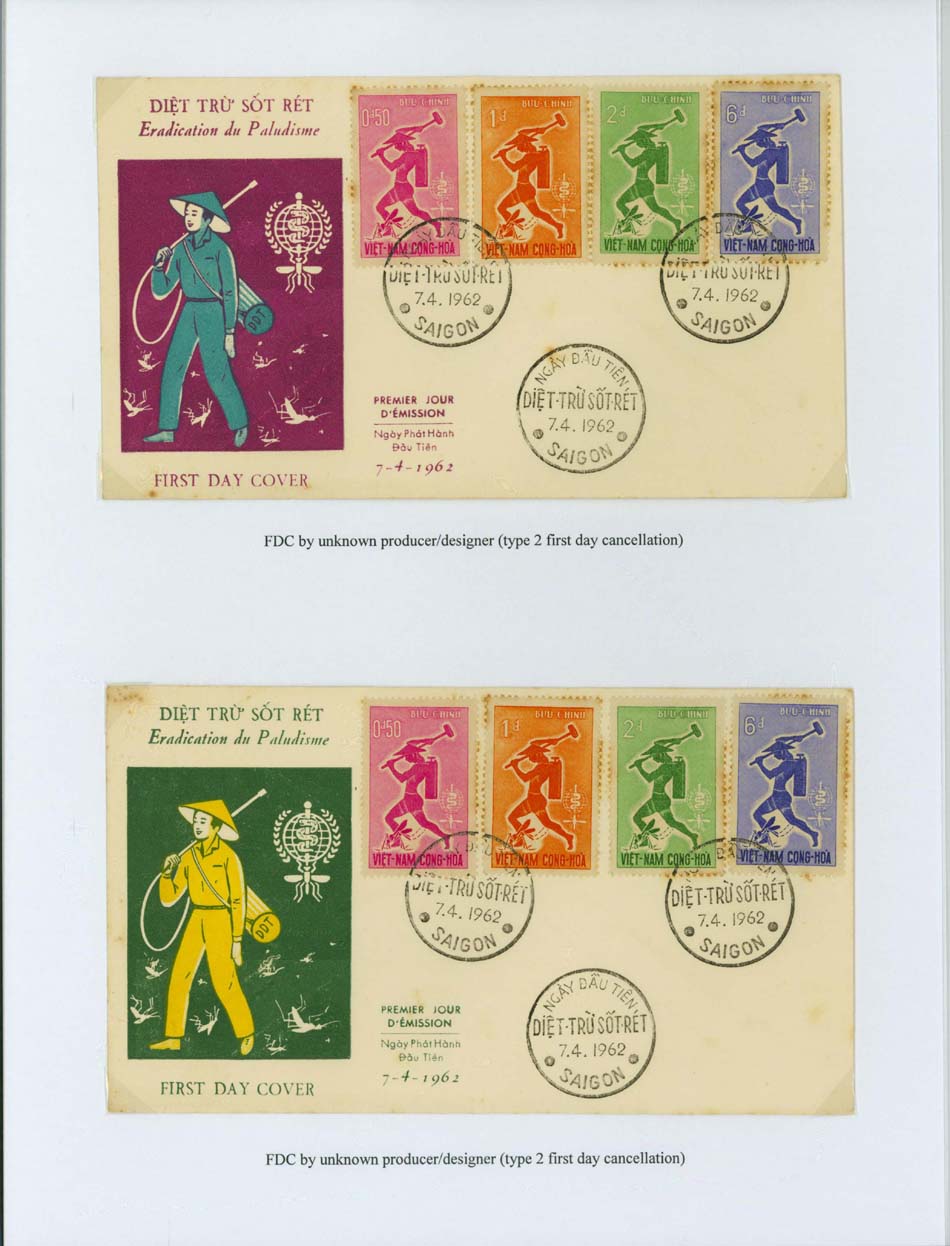 DIỆT TRỪ SỐT RÉT
Eradication du Paludisme
0đ50
BƯU-CHÍNH
1đ
BƯU-CHÍNH
2đ
BƯU-CHÍNH
6đ
VIỆT-NAM CỘNG-HÒA
VIỆT-NAM CỘNG-HÒA
VIỆT-NAM CỘNG-HÒA
VIỆT-NAM CỘNG-HÒA
DDT
NGÀY ĐẦU TIÊN
DIỆT-TRỪ SỐT-RÉT
7.4.1962
SAIGON
DIỆT-TRỪ SỐT-RÉT
7.4.1962
SAIGON
NGÀY ĐẦU TIÊN
DIỆT-TRỪ SỐT-RÉT
7.4.1962
SAIGON
PREMIER JOUR
D'ÉMISSION
Ngày Phát Hành
Đầu Tiên
7-4-1962
FIRST DAY COVER
FDC by unknown producer/designer (type 2 first day cancellation)
DIỆT TRỪ SỐT RÉT
Eradication du Paludisme
0đ50
BƯU-CHÍNH
1đ
BƯU-CHÍNH
2đ
BƯU-CHÍNH
6đ
VIỆT-NAM CỘNG-HÒA
VIỆT-NAM CỘNG-HÒA
VIỆT-NAM CỘNG-HÒA
VIỆT-NAM CỘNG-HÒA
DDT
DIỆT-TRỪ SỐT-RÉT
7.4.1962
SAIGON
DIỆT-TRỪ SỐT-RÉT
7.4.1962
SAIGON
NGÀY ĐẦU TIÊN
DIỆT-TRỪ SỐT-RÉT
7.4.1962
SAIGON
PREMIER JOUR
D'ÉMISSION
Ngày Phát Hành
Đầu Tiên
7-4-1962
FIRST DAY COVER
FDC by unknown producer/designer (type 2 first day cancellation)